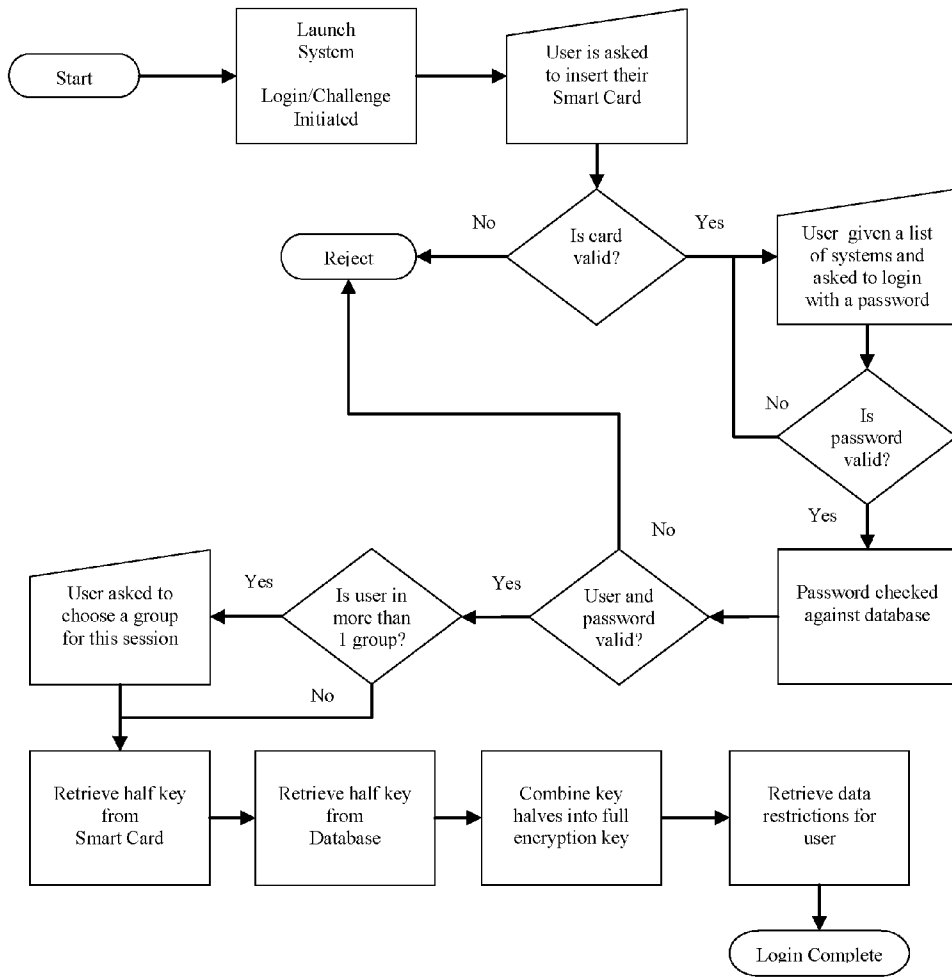 Start
Launch
System
Login/Challenge
Initiated
User is asked
to insert their
Smart Card
No
Is card
valid?
Yes
Reject
User given a list
of systems and
asked to login
with a password
No
Is
password
valid?
Yes
Password checked
against database
No
User and
password
valid?
Yes
Is user in
more than
1 group?
Yes
No
User asked to
choose a group
for this session
Retrieve half key
from
Smart Card
Retrieve half key
from
Database
Combine key
halves into full
encryption key
Retrieve data
restrictions for
user
Login Complete